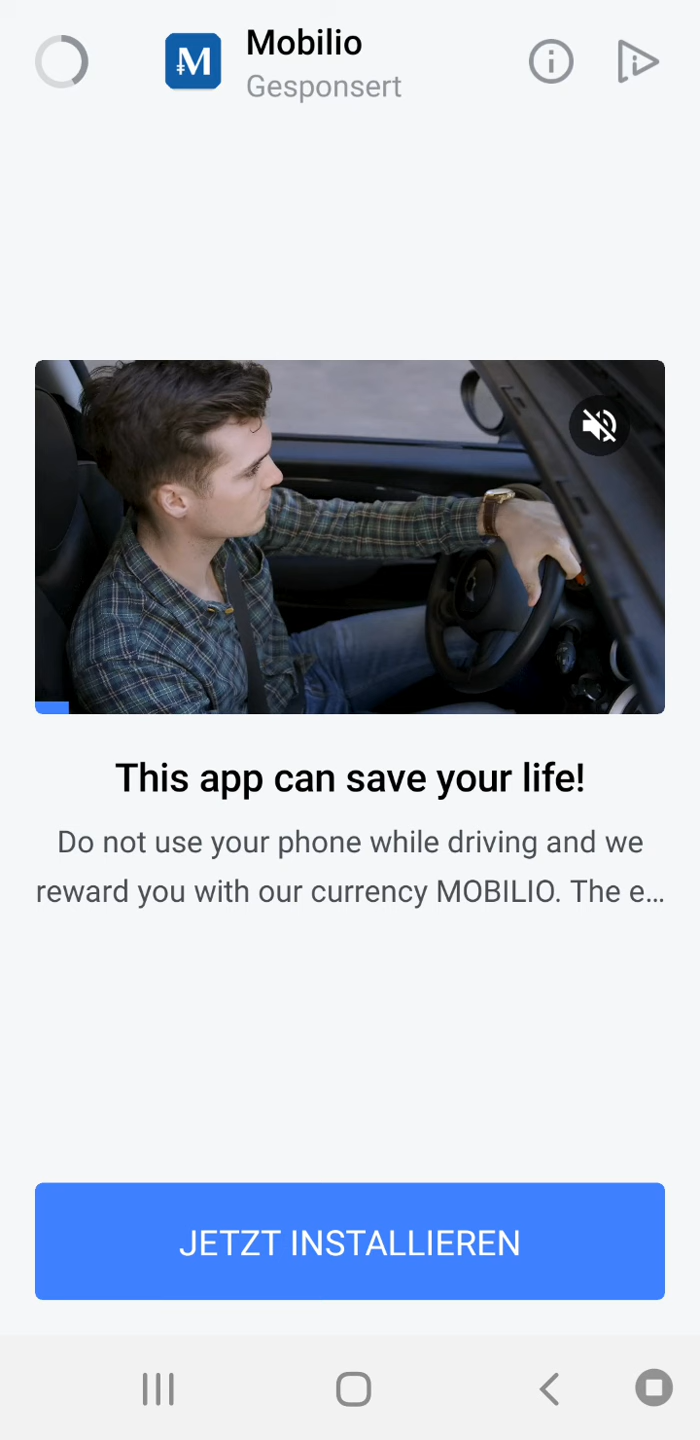 Mobilio
Gesponsert
This app can save your life!
Do not use your phone while driving and we
reward you with our currency MOBILIO. The e...
JETZT INSTALLIEREN